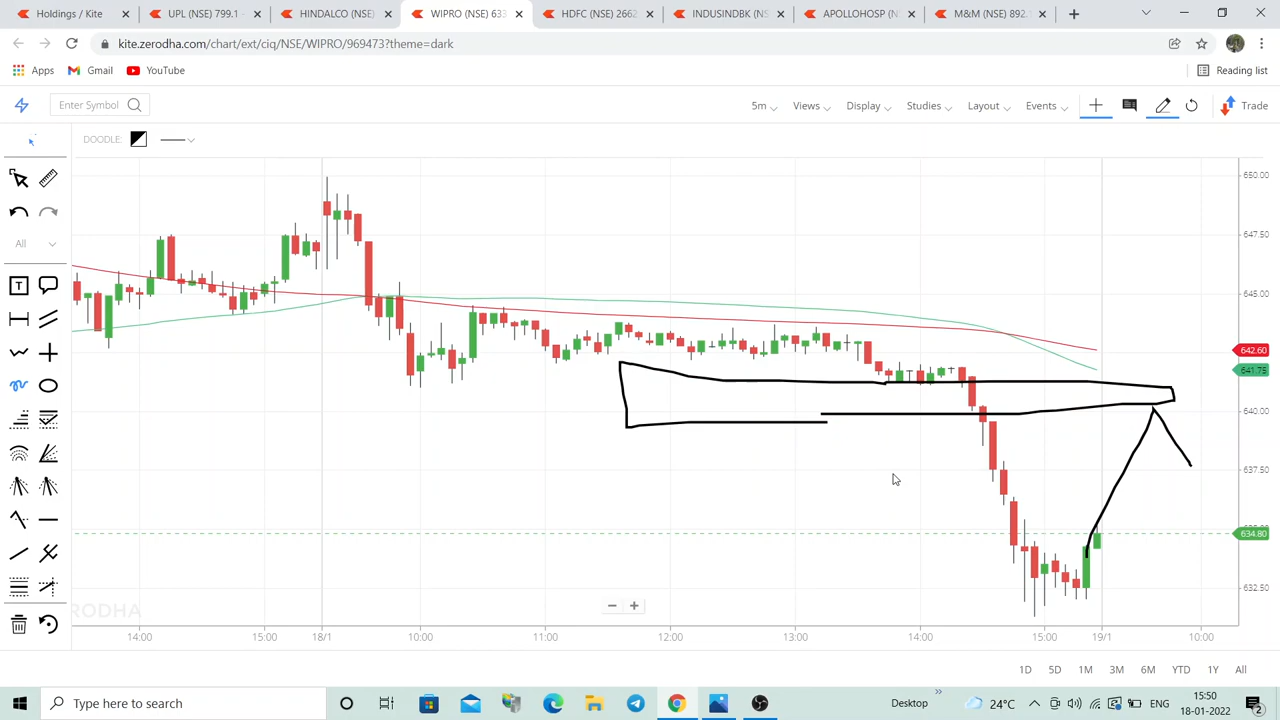 Holdings / Kite
UPL (NSE) 799.1 -
HINDALCO (NSE)
WIPRO (NSE) 633
HDFC (NSE) 2662
INDUSINDBK (NSE)
APOLLOHOSP (N
M&M (NSE) 892.1
kite.zerodha.com/chart/ext/ciq/NSE/WIPRO/969473?theme=dark
Apps
Gmail
YouTube
Reading list
Enter Symbol
5m
Views
Display
Studies
Layout
Events
Trade
DOODLE:
All
650.00
647.50
645.00
642.60
641.75
640.00
637.50
634.80
632.50
RODHA
14:00
15:00
18/1
10:00
11:00
12:00
13:00
14:00
15:00
19/1
10:00
1D
5D
1M
3M
6M
YTD
1Y
All
Type here to search
Desktop
24°C
ENG
15:50
18-01-2022
2